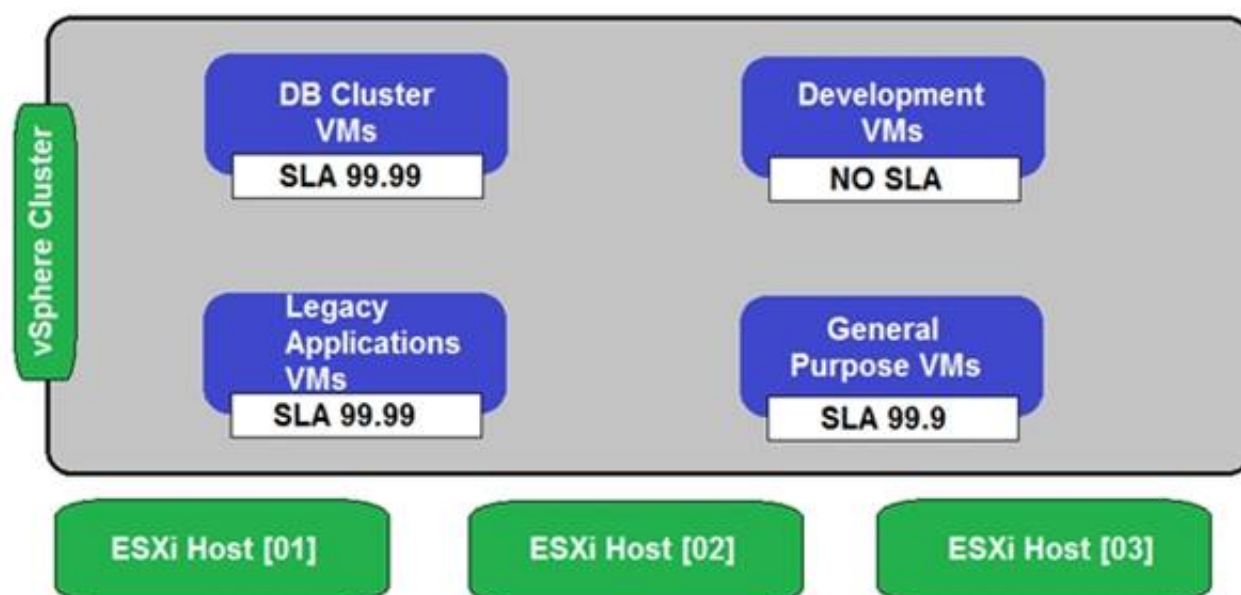 vSphere Cluster
DB Cluster
VMs
SLA 99.99
Development
VMs
NO SLA
Legacy
Applications
VMs
SLA 99.99
General
Purpose VMs
SLA 99.9
ESXi Host [01]
ESXi Host [02]
ESXi Host [03]